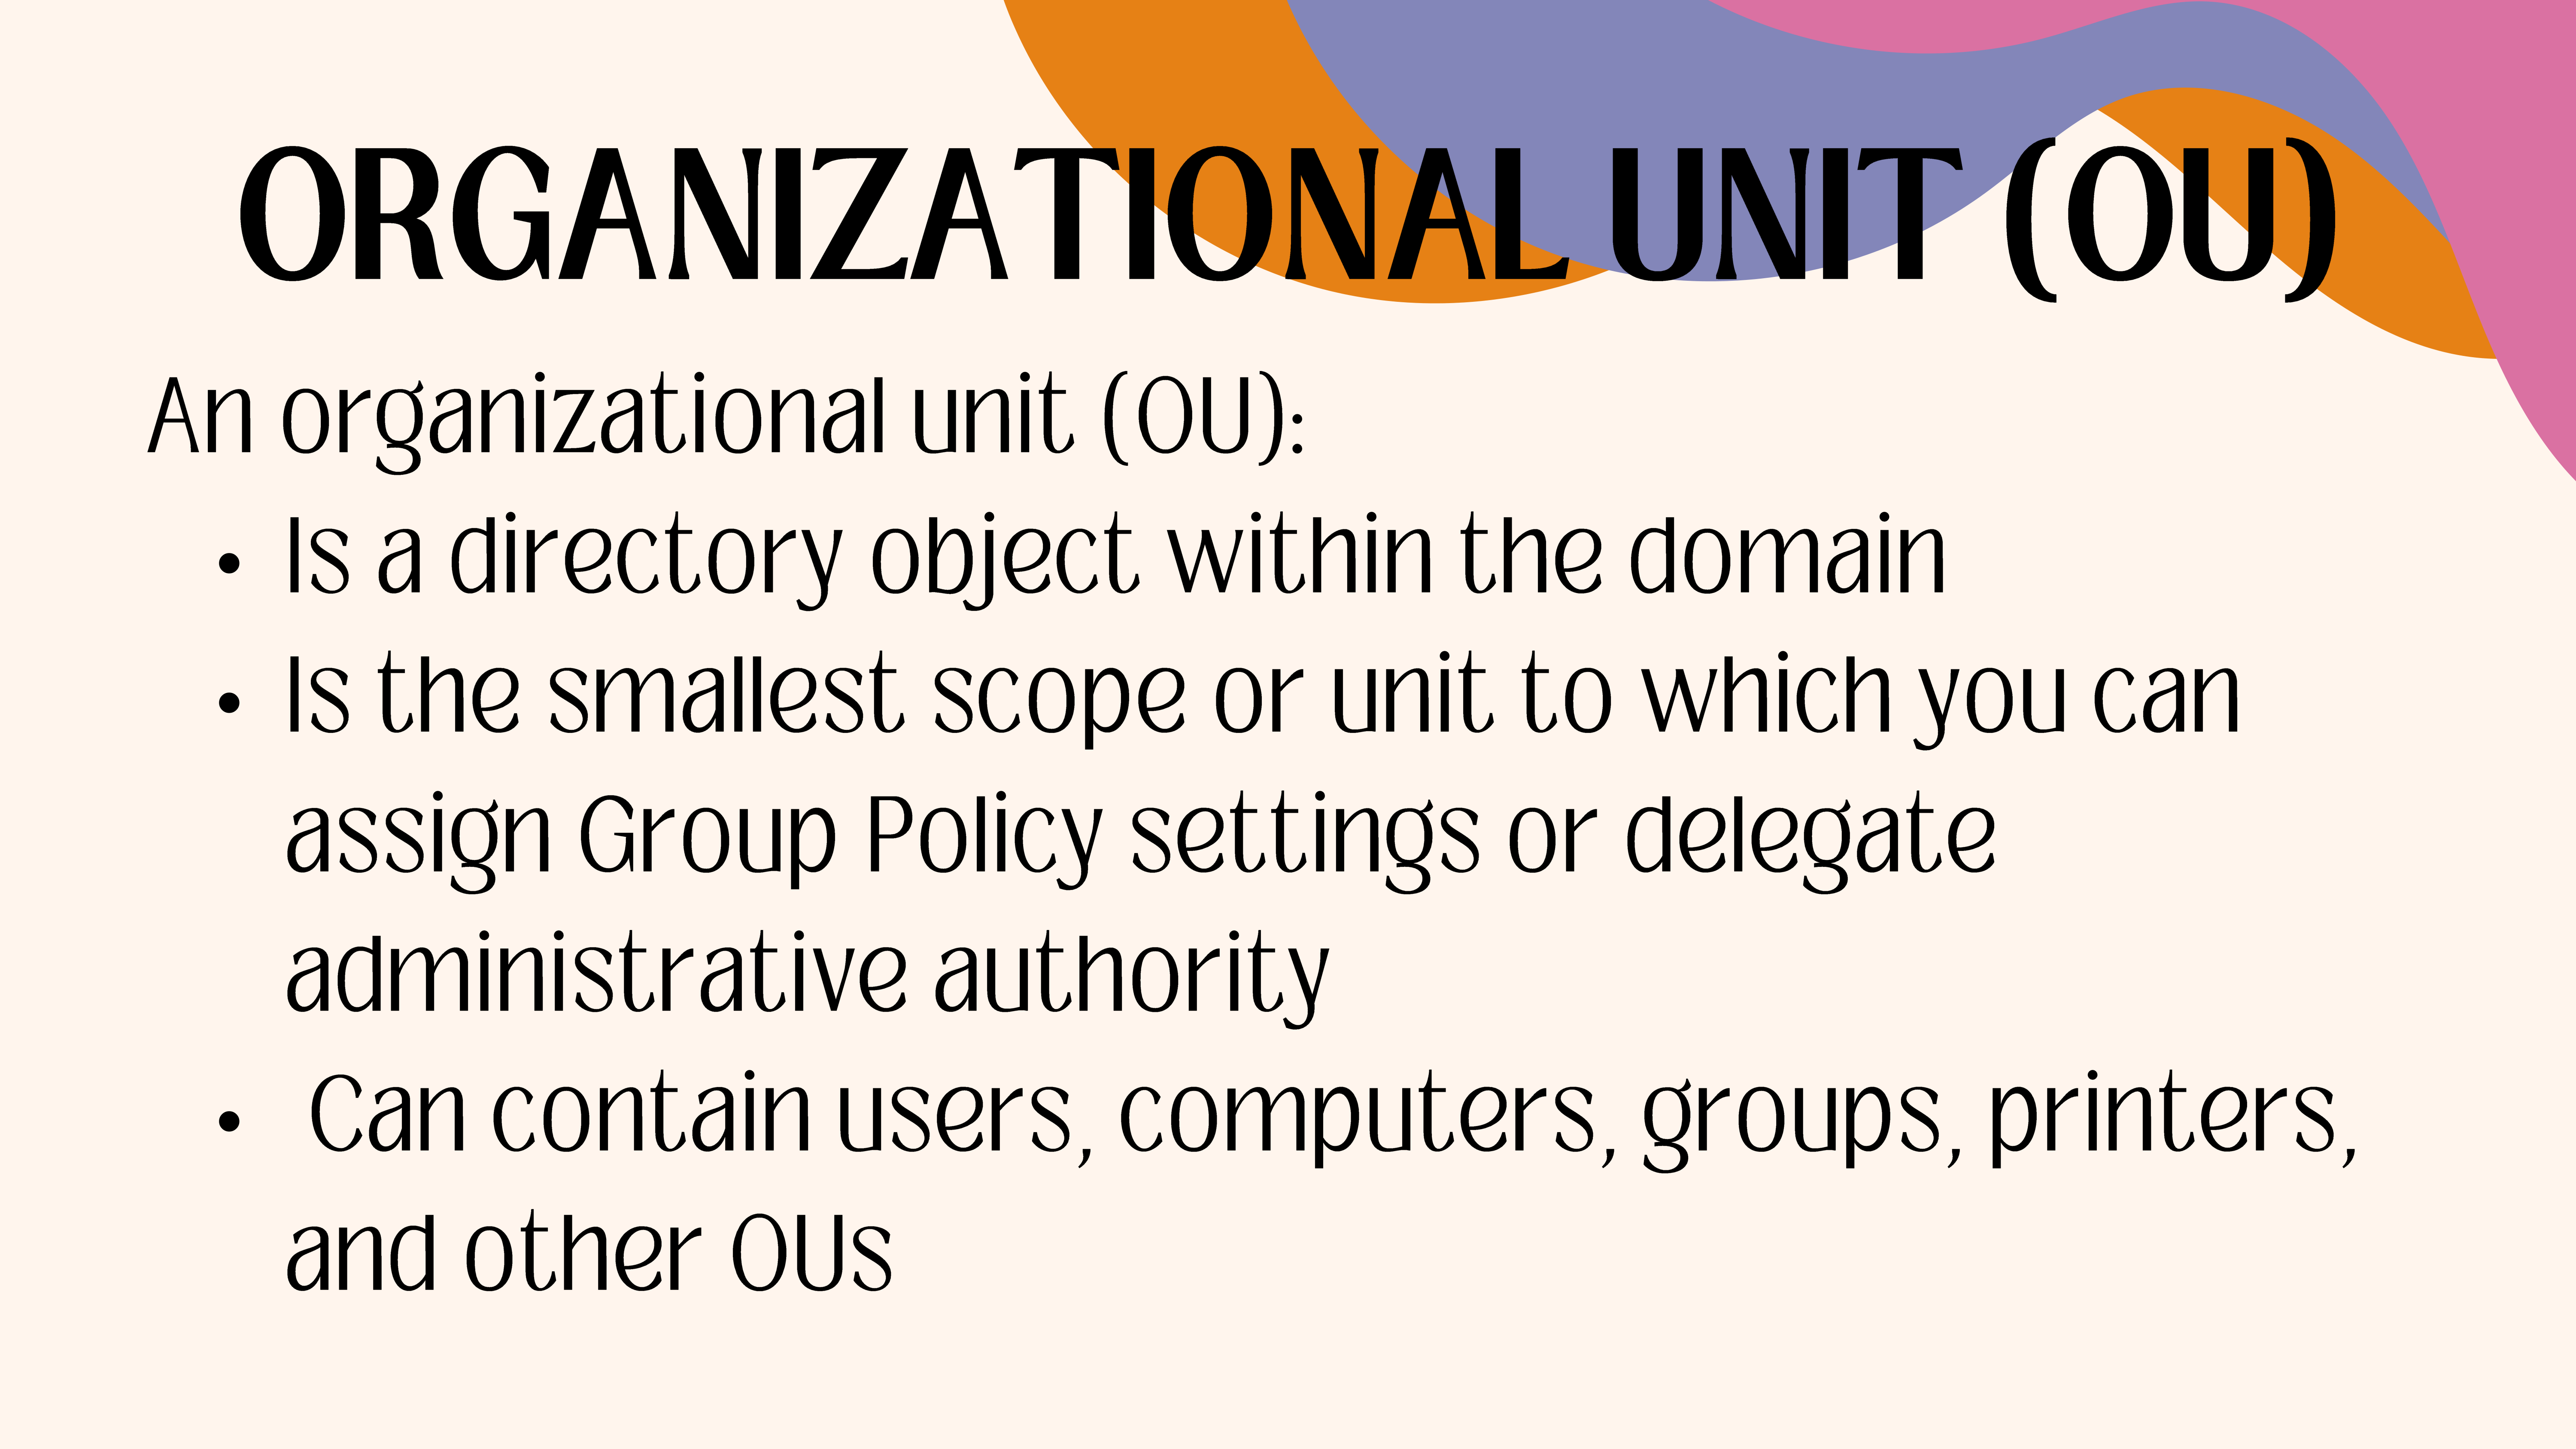 ORGANIZATIONAL UNIT (OU)
An organizational unit (OU):
• Is a directory object within the domain
• Is the smallest scope or unit to which you can
assign Group Policy settings or delegate
administrative authority
• Can contain users, computers, groups, printers,
and other OUs